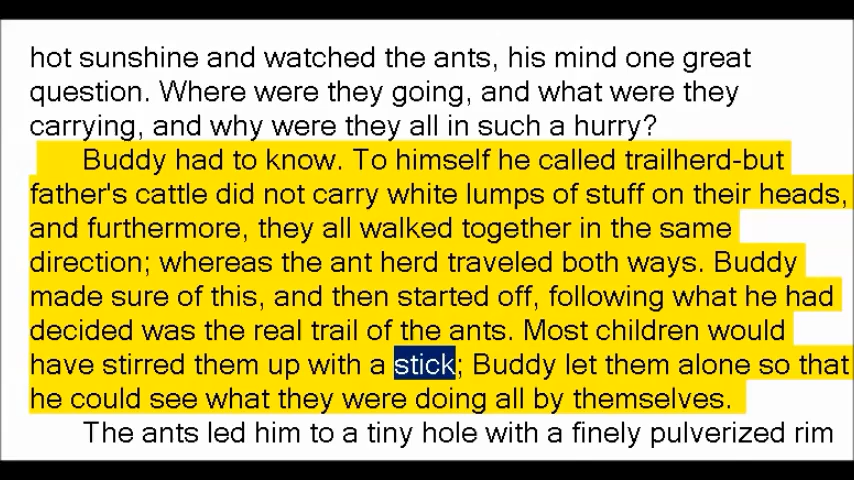 hot sunshine and watched the ants, his mind one great
question. Where were they going, and what were they
carrying, and why were they all in such a hurry?
Buddy had to know. To himself he called trailherd-but
father's cattle did not carry white lumps of stuff on their heads,
and furthermore, they all walked together in the same
direction; whereas the ant herd traveled both ways. Buddy
made sure of this, and then started off, following what he had
decided was the real trail of the ants. Most children would
have stirred them up with a stick; Buddy let them alone so that
he could see what they were doing all by themselves.
The ants led him to a tiny hole with a finely pulverized rim